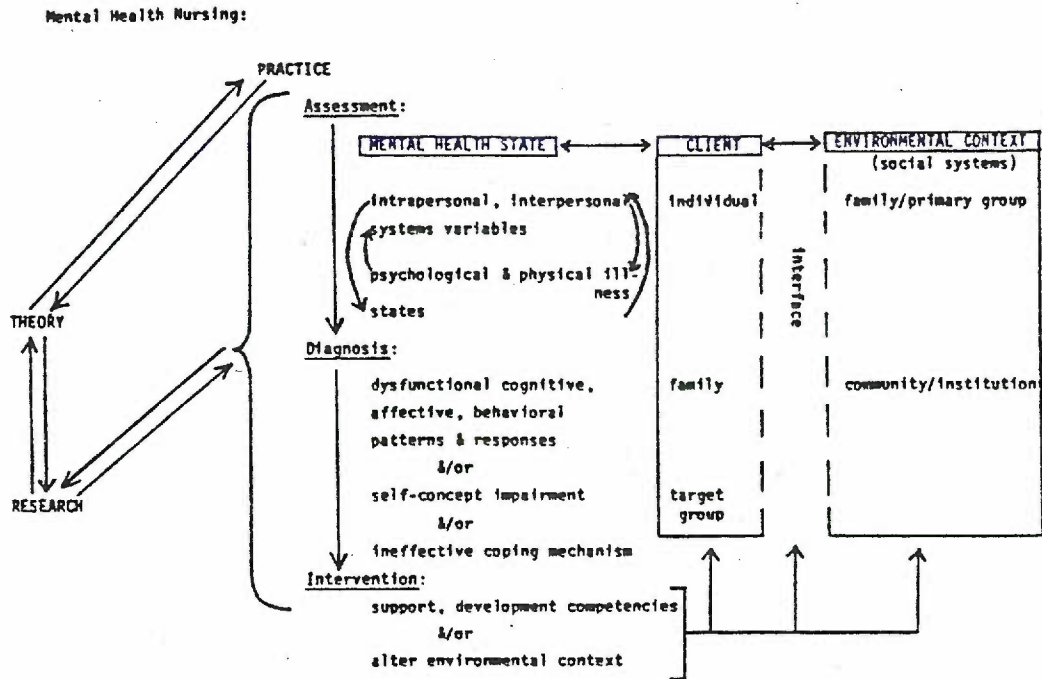 Mental Health Nursing:
PRACTICE
Assessment:
MENTAL HEALTH STATE
CLIENT
ENVIRONMENTAL CONTEXT
(social systems)
intrapersonal, interpersonal
systems variables
individual
family/primary group
psychological & physical ill-
ness
states
interface
THEORY
Diagnosis:
dysfunctional cognitive,
affective, behavioral
patterns & responses
&/or
self-concept impairment
&/or
ineffective coping mechanism
family
community/institution
target
group
RESEARCH
Intervention:
support, development competencies
&/or
alter environmental context